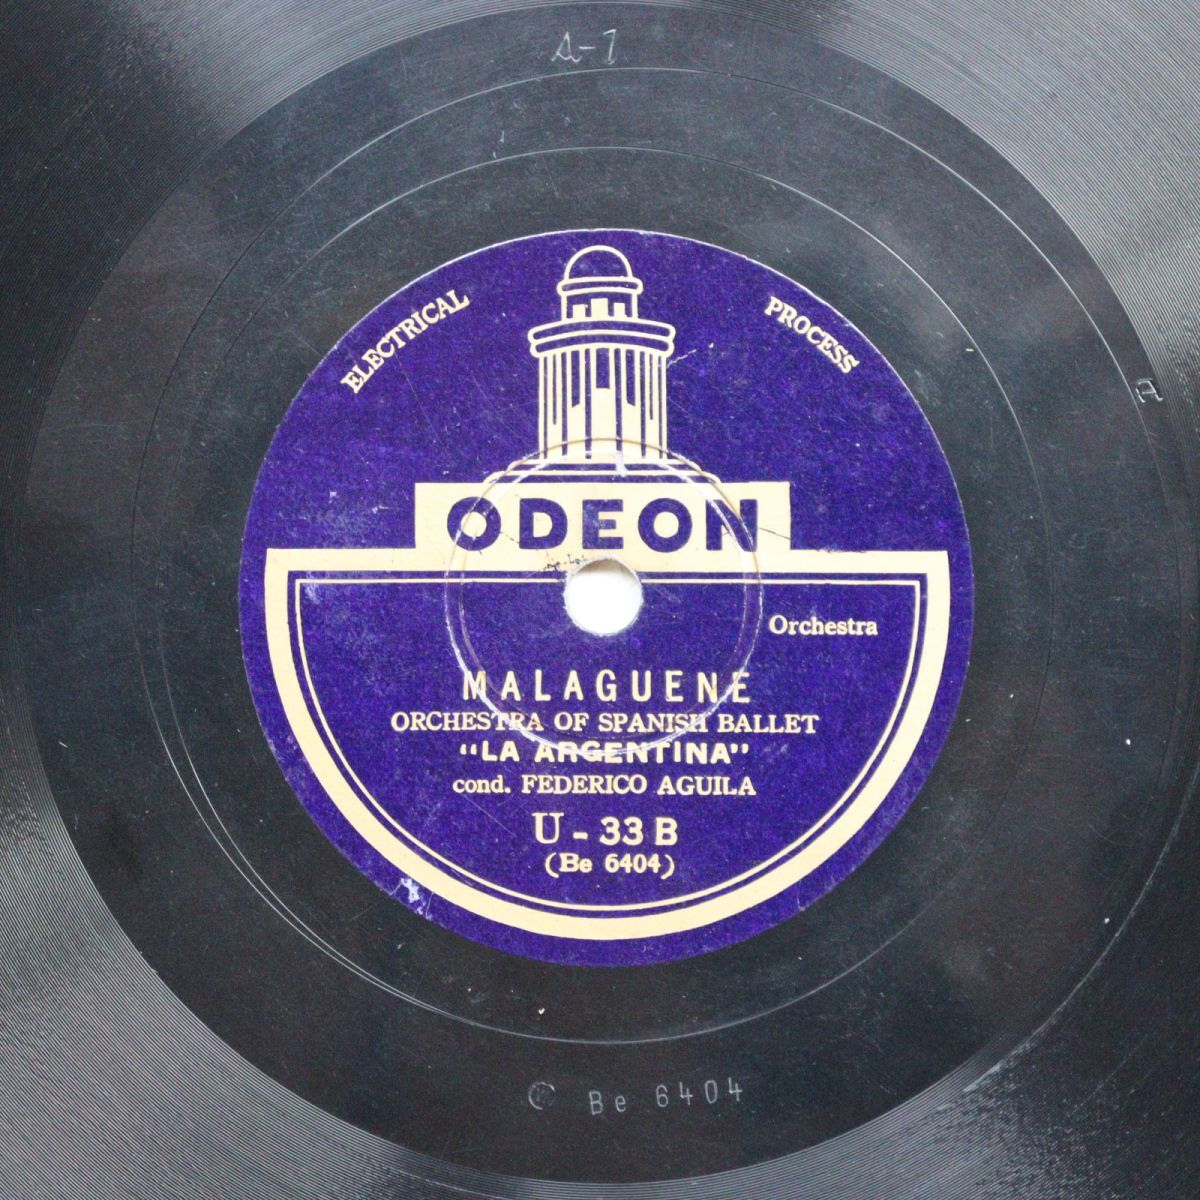 A-1
ELECTRICAL PROCESS
A
ODEON
Orchestra
MALAGUENE
ORCHESTRA OF SPANISH BALLET
"LA ARGENTINA"
cond. FEDERICO AGUILA
U - 33 B
(Be 6404)
Be 6404